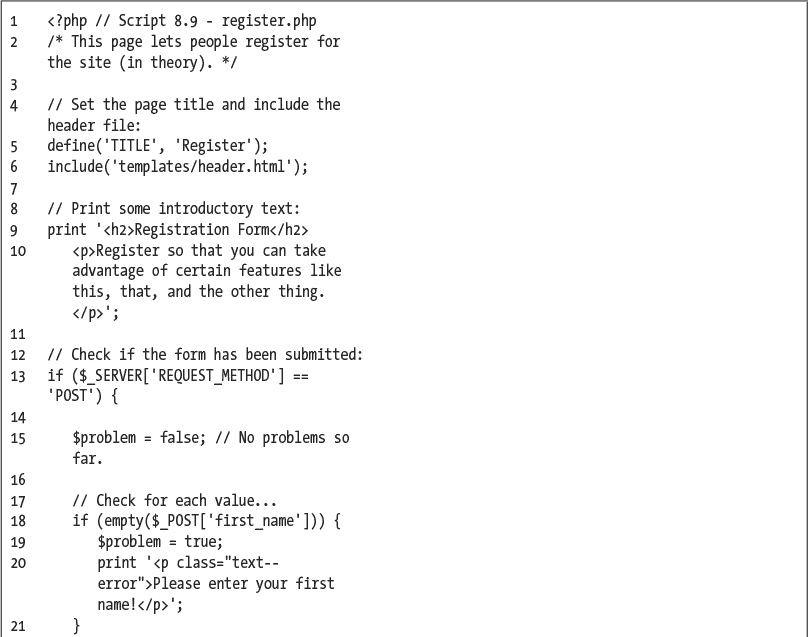 1 <?php // Script 8.9 - register.php
2 /* This page lets people register for
the site (in theory). */
3
4 // Set the page title and include the
header file:
5 define('TITLE', 'Register');
6 include('templates/header.html');
7
8 // Print some introductory text:
9 print '<h2>Registration Form</h2>
10 <p>Register so that you can take
advantage of certain features like
this, that, and the other thing.
</p>';
11
12 // Check if the form has been submitted:
13 if ($_SERVER['REQUEST_METHOD'] ==
'POST') {
14
15 $problem = false; // No problems so
far.
16
17 // Check for each value...
18 if (empty($_POST['first_name'])) {
19 $problem = true;
20 print '<p class="text--
error">Please enter your first
name!</p>';
21 }